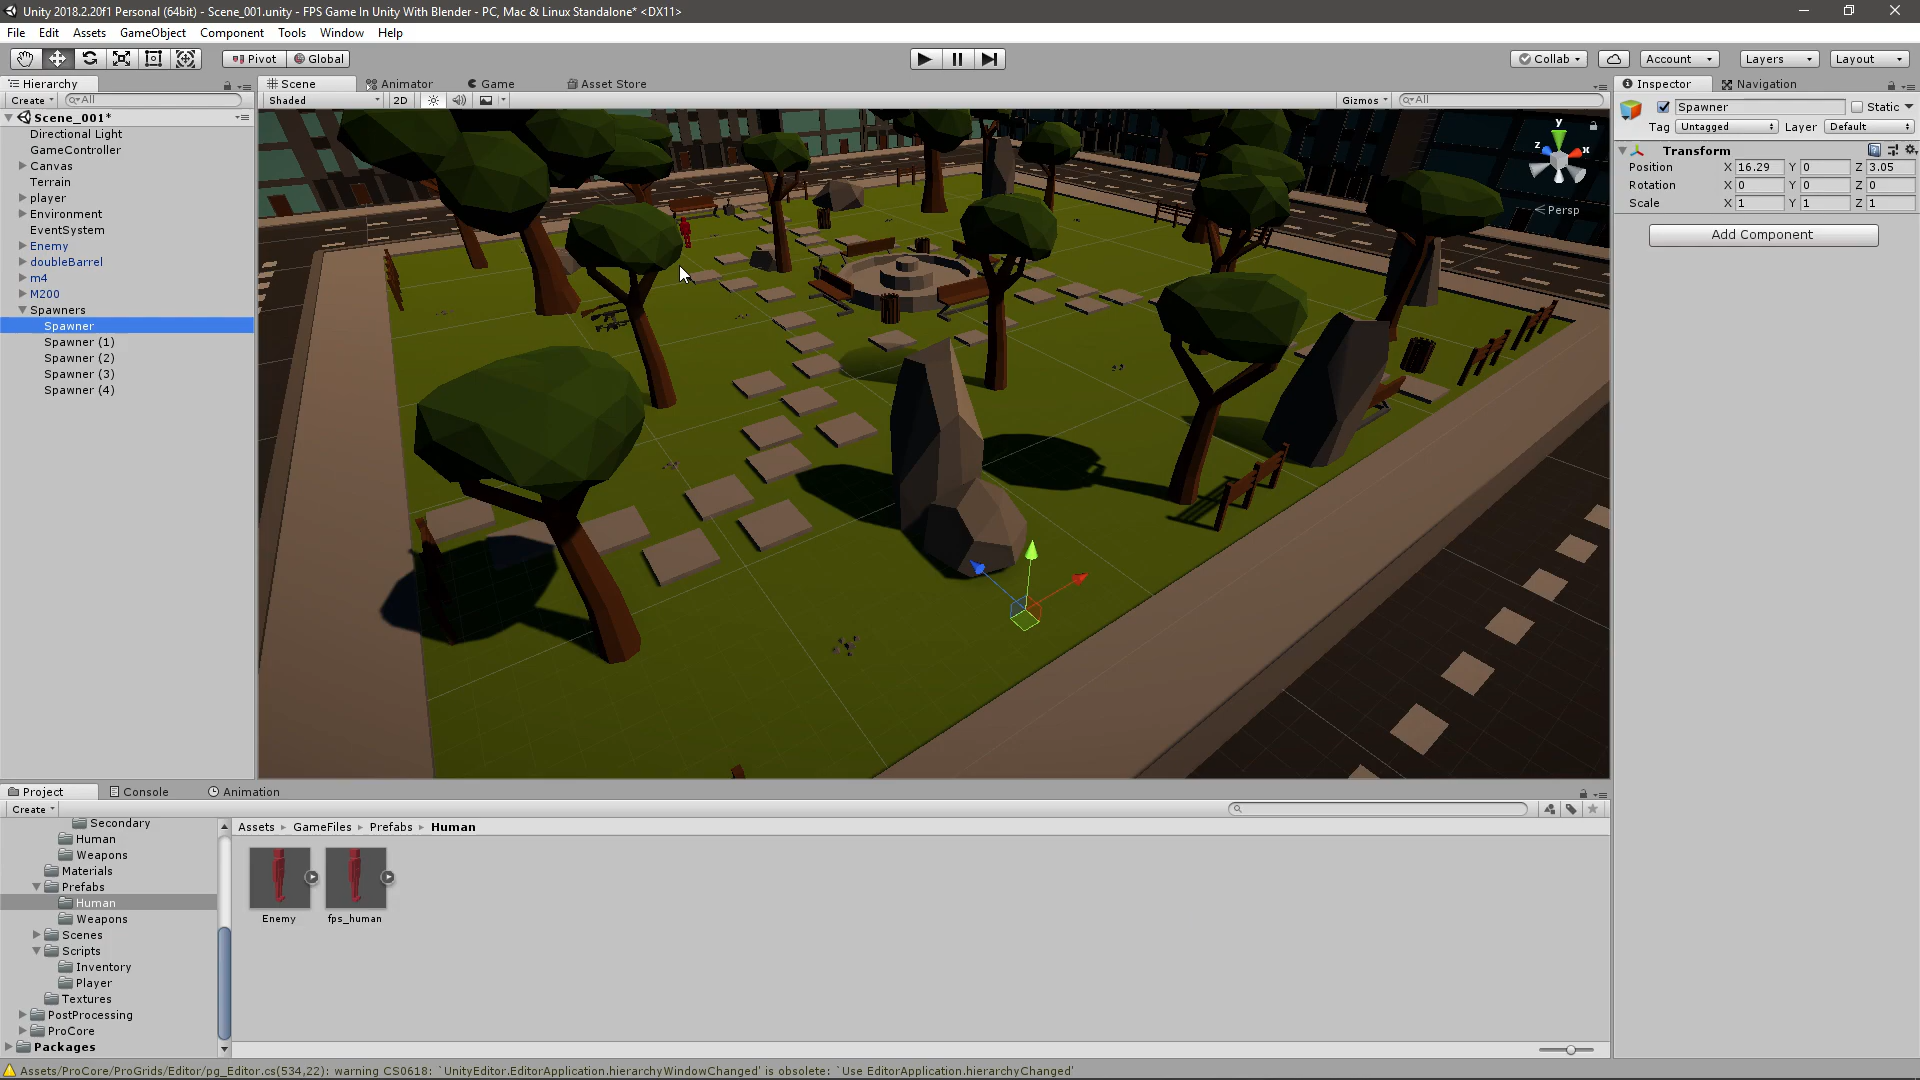 Unity 2018.2.20f1 Personal (64bit) - Scene_001.unity - FPS Game In Unity With Blender - PC, Mac & Linux Standalone* <DX11>
File Edit Assets GameObject Component Tools Window Help
Pivot Global Collab Account Layers Layout
Hierarchy Scene Animator Game Asset Store Inspector Navigation
Create All Shaded 2D Gizmos All
Spawner Static
Tag Untagged Layer Default
Transform
Position X 16.29 Y 0 Z 3.05
Rotation X 0 Y 0 Z 0
Scale X 1 Y 1 Z 1
Add Component
Scene_001*
Directional Light
GameController
Canvas
Terrain
player
Environment
EventSystem
Enemy
doubleBarrel
m4
M200
Spawners
Spawner
Spawner (1)
Spawner (2)
Spawner (3)
Spawner (4)
y
z x
Persp
Project Console Animation
Create
Secondary
Human
Weapons
Materials
Prefabs
Human
Weapons
Scenes
Scripts
Inventory
Player
Textures
PostProcessing
ProCore
Packages
Assets GameFiles Prefabs Human
Enemy fps_human
Assets/ProCore/ProGrids/Editor/pg_Editor.cs(534,22): warning CS0618: `UnityEditor.EditorApplication.hierarchyWindowChanged' is obsolete: `Use EditorApplication.hierarchyChanged'